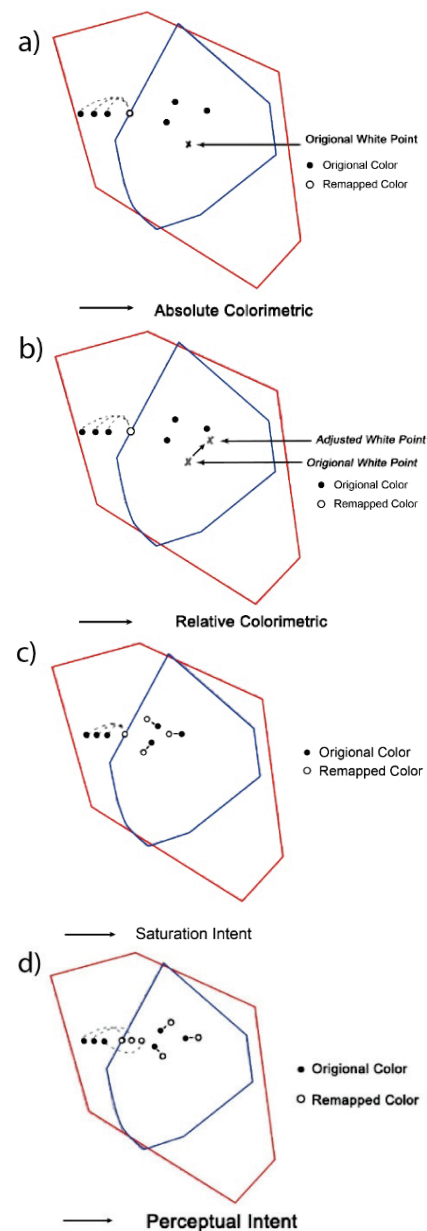 a)
Origional White Point
Origional Color
Remapped Color
Absolute Colorimetric
b)
Adjusted White Point
Origional White Point
Origional Color
Remapped Color
Relative Colorimetric
c)
Origional Color
Remapped Color
Saturation Intent
d)
Origional Color
Remapped Color
Perceptual Intent